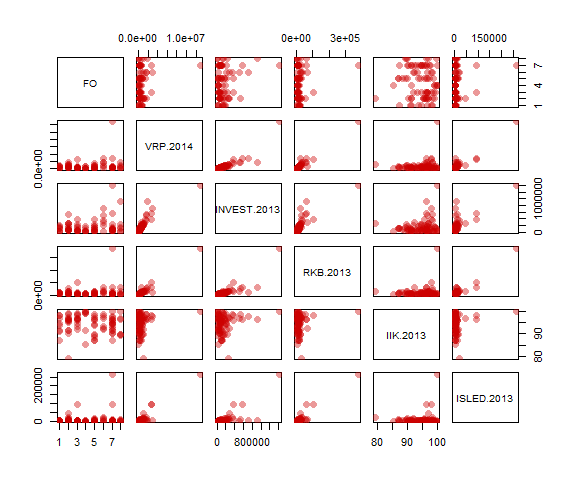 0.0e+00 1.0e+07 0e+00 3e+05 0 150000
FO
1 4 7
VRP.2014
0.0e+00
INVEST.2013
0 1000000
RKB.2013
0e+00
IIK.2013
80 90
ISLED.2013
0 200000
1 3 5 7 0 800000 80 90 100